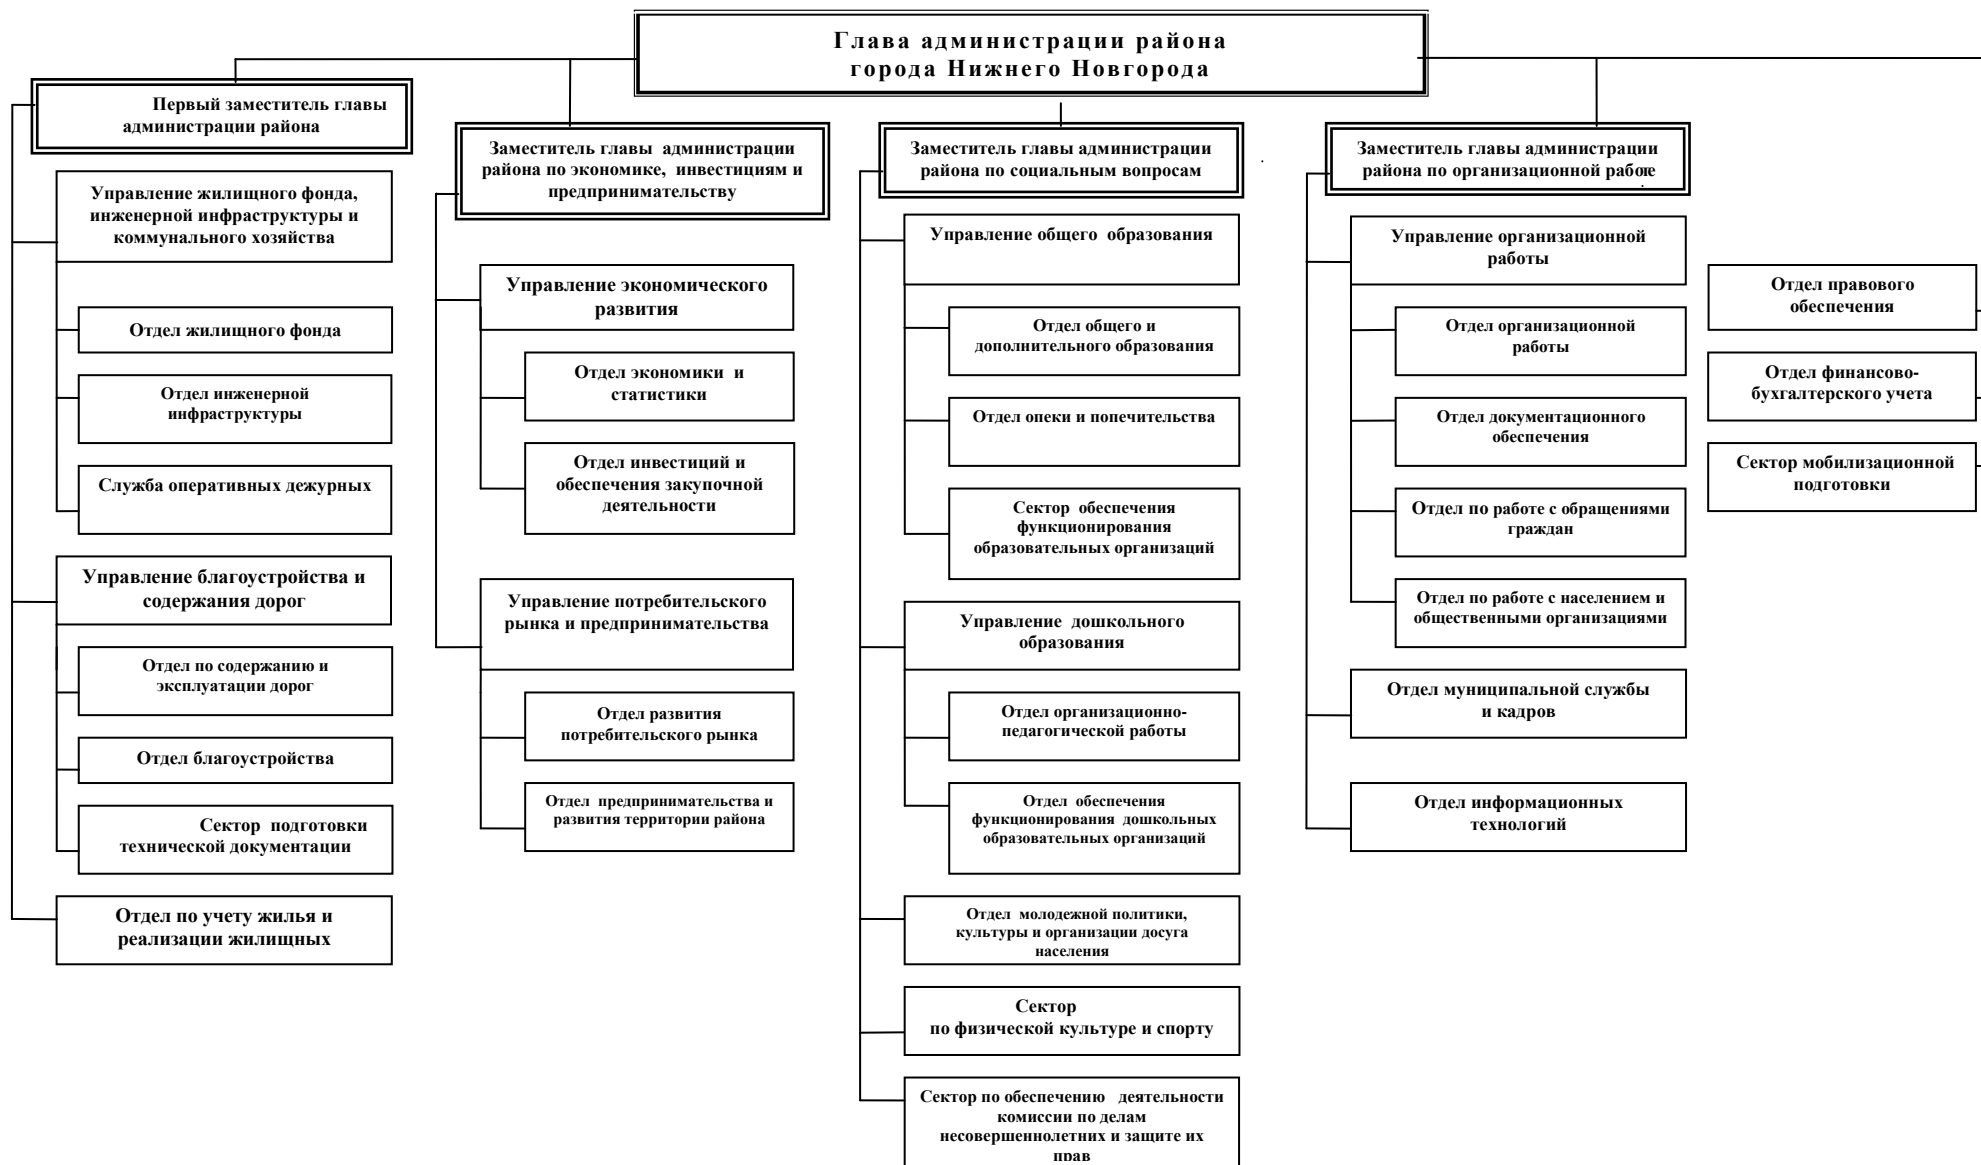 Глава администрации района
города Нижнего Новгорода
Первый заместитель главы
администрации района
Управление жилищного фонда,
инженерной инфраструктуры и
коммунального хозяйства
Отдел жилищного фонда
Отдел инженерной
инфраструктуры
Служба оперативных дежурных
Управление благоустройства и
содержания дорог
Отдел по содержанию и
эксплуатации дорог
Отдел благоустройства
Сектор подготовки
технической документации
Отдел по учету жилья и
реализации жилищных
Заместитель главы администрации
района по экономике, инвестициям и
предпринимательству
Управление экономического
развития
Отдел экономики и
статистики
Отдел инвестиций и
обеспечения закупочной
деятельности
Управление потребительского
рынка и предпринимательства
Отдел развития
потребительского рынка
Отдел предпринимательства и
развития территории района
Заместитель главы администрации
района по социальным вопросам
Управление общего образования
Отдел общего и
дополнительного образования
Отдел опеки и попечительства
Сектор обеспечения
функционирования
образовательных организаций
Управление дошкольного
образования
Отдел организационно-
педагогической работы
Отдел обеспечения
функционирования дошкольных
образовательных организаций
Отдел молодежной политики,
культуры и организации досуга
населения
Сектор
по физической культуре и спорту
Сектор по обеспечению деятельности
комиссии по делам
несовершеннолетних и защите их
прав
Заместитель главы администрации
района по организационной работе
Управление организационной
работы
Отдел организационной
работы
Отдел документационного
обеспечения
Отдел по работе с обращениями
граждан
Отдел по работе с населением и
общественными организациями
Отдел муниципальной службы
и кадров
Отдел информационных
технологий
Отдел правового
обеспечения
Отдел финансово-
бухгалтерского учета
Сектор мобилизационной
подготовки